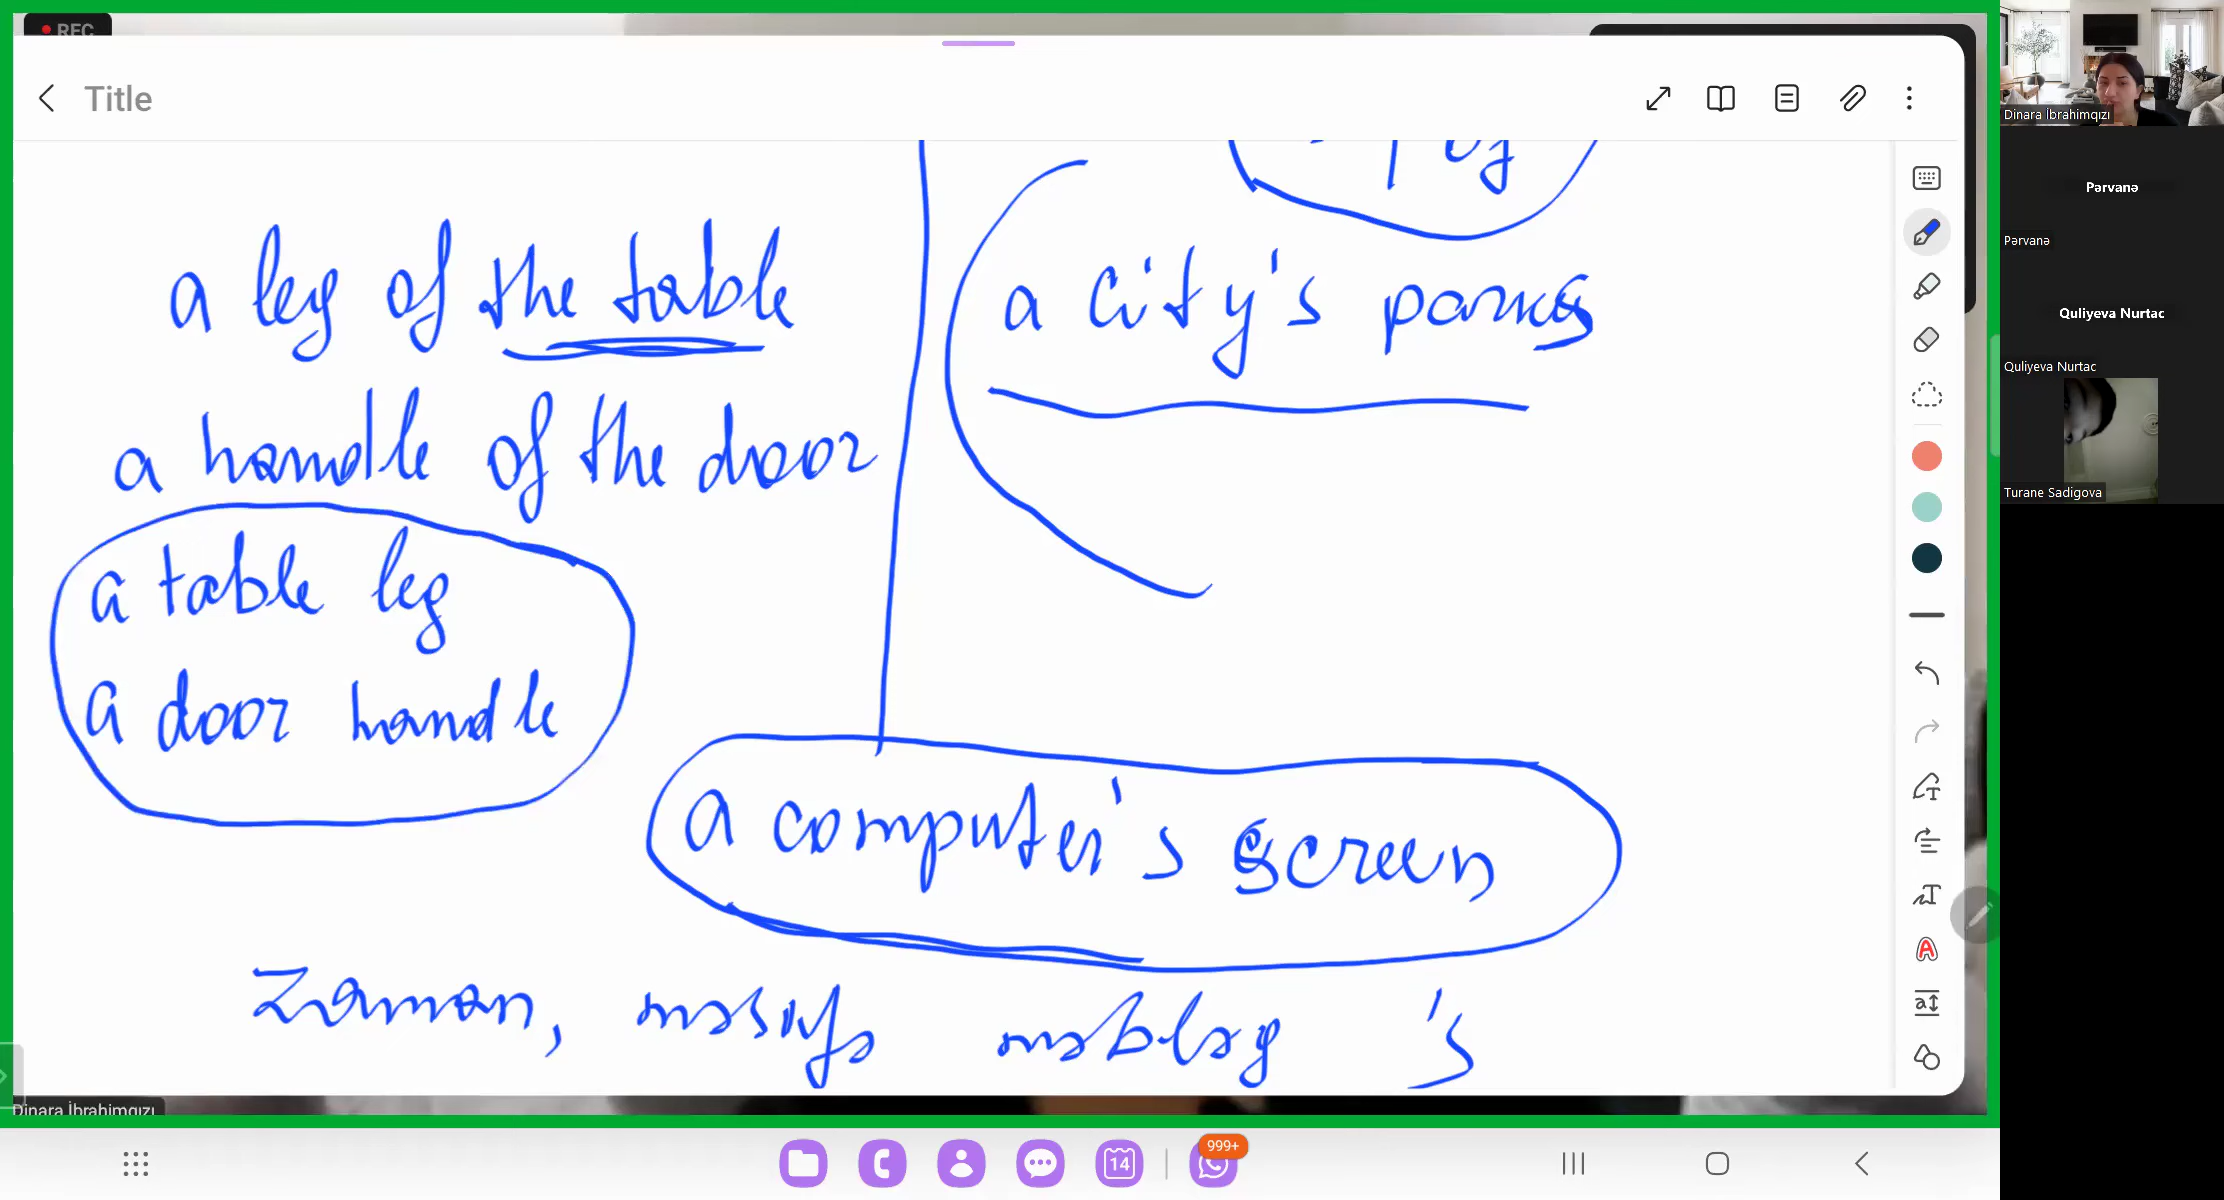 REC
Title
a leg of the table
a handle of the door
a table leg
a door handle
a city's parks
a computer's screen
Zaman, məsafə məbləğ 's
Dinara İbrahimqızı
14
999+
Dinara İbrahimqızı
Pərvanə
Pərvanə
Quliyeva Nurtac
Quliyeva Nurtac
Turane Sadigova